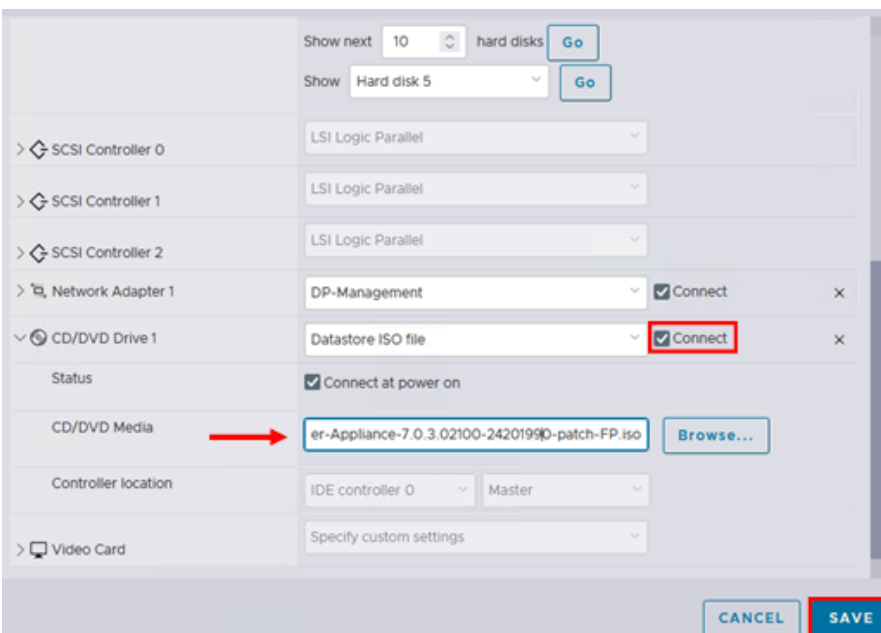 Show next 10 hard disks Go
Show Hard disk 5 Go
SCSI Controller 0 LSI Logic Parallel
SCSI Controller 1 LSI Logic Parallel
SCSI Controller 2 LSI Logic Parallel
Network Adapter 1 DP-Management Connect
CD/DVD Drive 1 Datastore ISO file Connect
Status Connect at power on
CD/DVD Media er-Appliance-7.0.3.02100-24201990-patch-FP.iso Browse...
Controller location IDE controller 0 Master
Video Card Specify custom settings
CANCEL SAVE